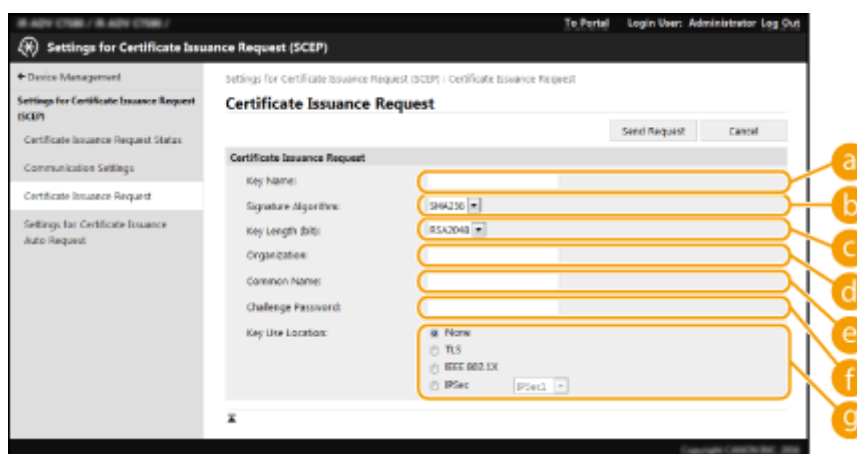 To Portal Login User: Administrator Log Out
Settings for Certificate Issuance Request (SCEP)
Device Management
Settings for Certificate Issuance Request (SCEP) : Certificate Issuance Request
Settings for Certificate Issuance Request
(SCEP)
Certificate Issuance Request
Send Request Cancel
Certificate Issuance Request Status
Communication Settings
Certificate Issuance Request
Settings for Certificate Issuance
Auto Request
Certificate Issuance Request
Key Name:
a
Signature Algorithm:
SHA256
b
Key Length (bit):
RSA2048
c
Organization:
d
Common Name:
e
Challenge Password:
f
Key Use Location:
None
TLS
IEEE 802.1X
IPSec IPSec1
g
Copyright CANON INC.